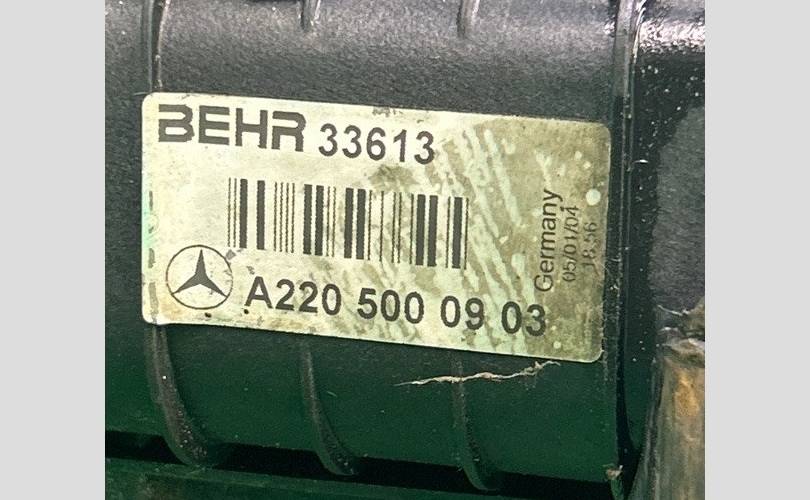 BEHR 33613
A220 500 09 03
Germany
05/01/04
18:56